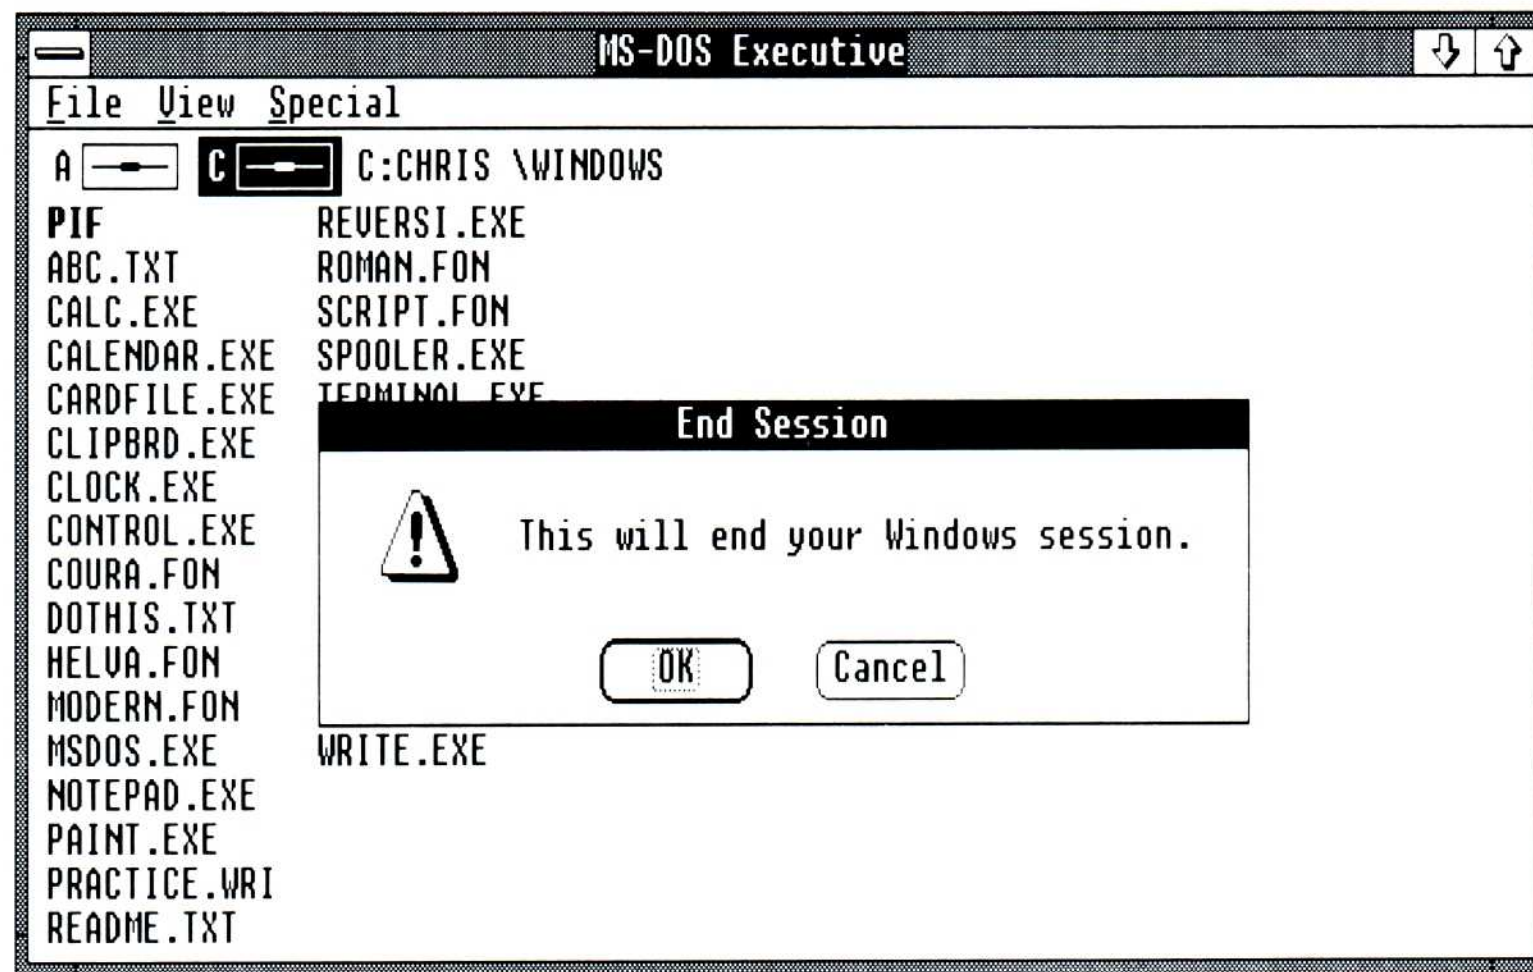 MS-DOS Executive
File View Special
A C C:CHRIS \WINDOWS
PIF REVERSI.EXE
ABC.TXT ROMAN.FON
CALC.EXE SCRIPT.FON
CALENDAR.EXE SPOOLER.EXE
CARDFILE.EXE TERMINAL.EXE
End Session
CLIPBRD.EXE
CLOCK.EXE
CONTROL.EXE This will end your Windows session.
COURA.FON
DOTHIS.TXT
HELVA.FON OK Cancel
MODERN.FON
MSDOS.EXE WRITE.EXE
NOTEPAD.EXE
PAINT.EXE
PRACTICE.WRI
README.TXT